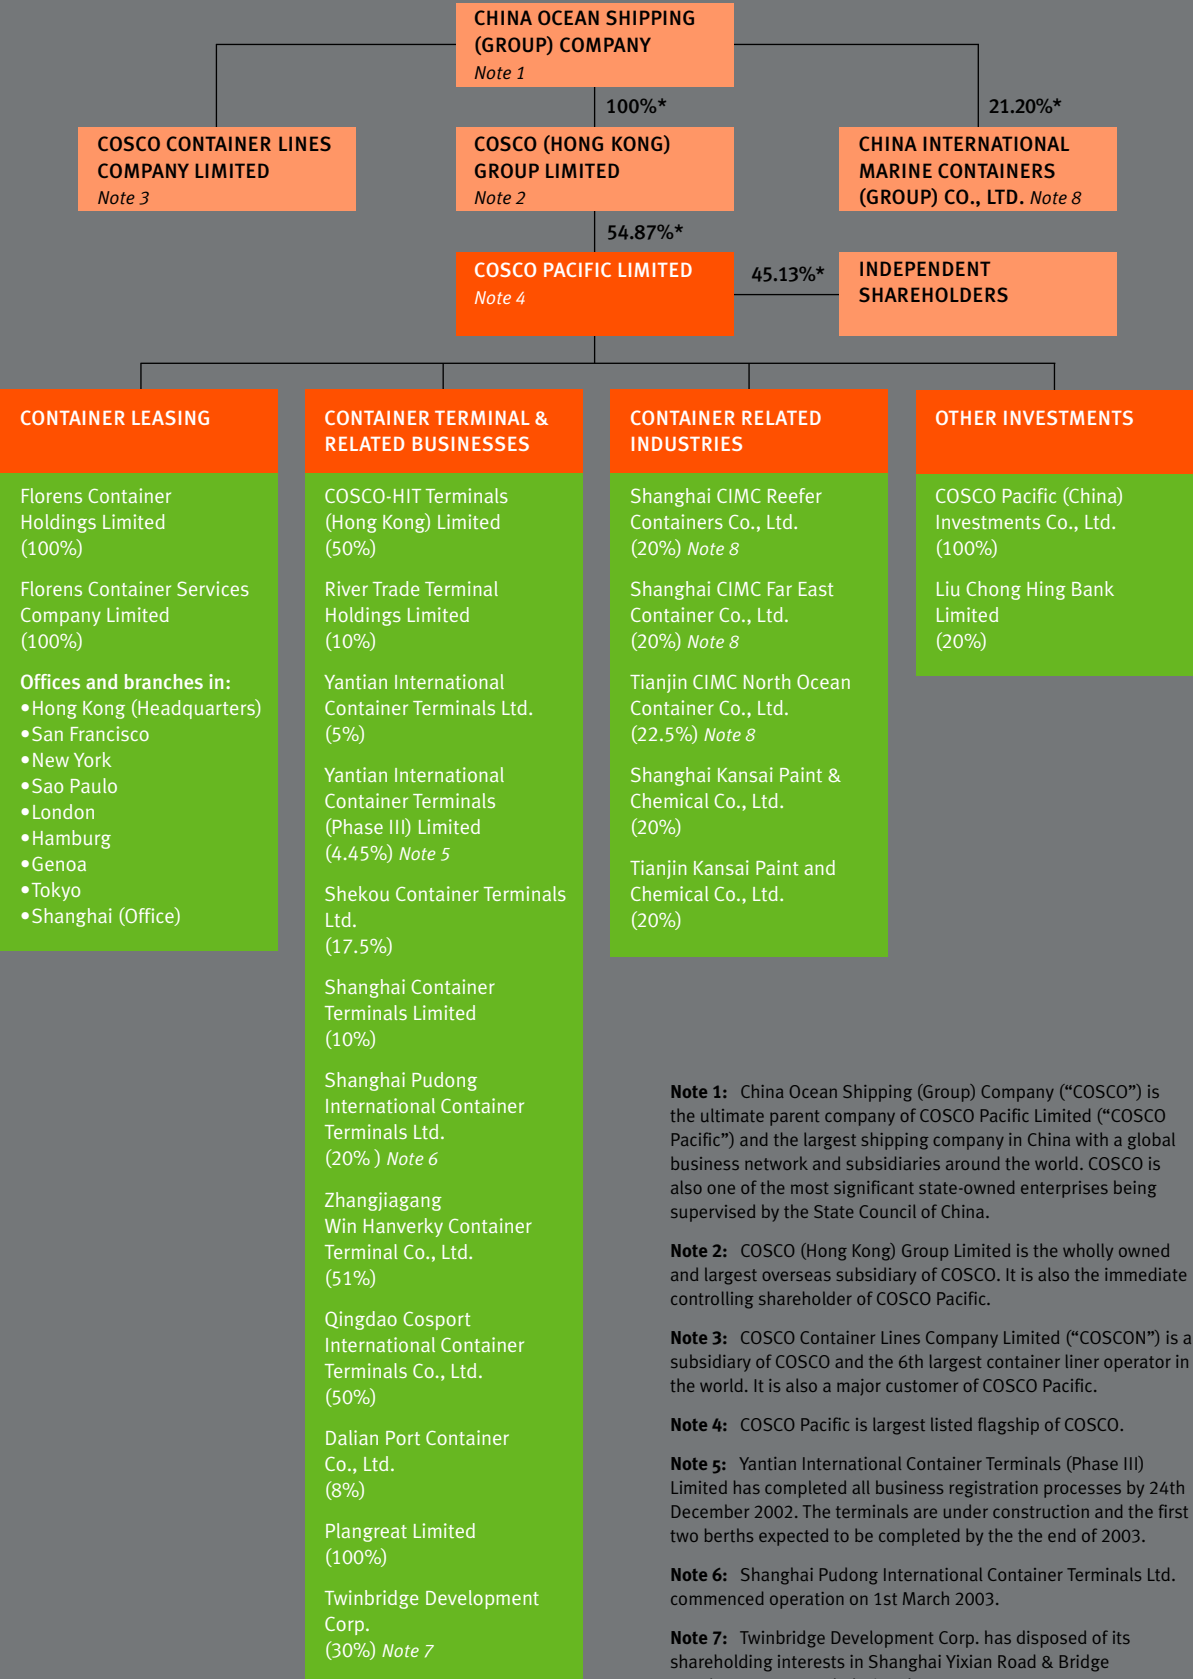 CHINA OCEAN SHIPPING
(GROUP) COMPANY
Note 1
100%*
21.20%*
COSCO CONTAINER LINES
COMPANY LIMITED
Note 3
COSCO (HONG KONG)
GROUP LIMITED
Note 2
CHINA INTERNATIONAL
MARINE CONTAINERS
(GROUP) CO., LTD. Note 8
54.87%*
COSCO PACIFIC LIMITED
Note 4
45.13%*
INDEPENDENT
SHAREHOLDERS
CONTAINER LEASING
Florens Container
Holdings Limited
(100%)
Florens Container Services
Company Limited
(100%)
Offices and branches in:
•Hong Kong (Headquarters)
•San Francisco
•New York
•Sao Paulo
•London
•Hamburg
•Genoa
•Tokyo
•Shanghai (Office)
CONTAINER TERMINAL &
RELATED BUSINESSES
COSCO-HIT Terminals
(Hong Kong) Limited
(50%)
River Trade Terminal
Holdings Limited
(10%)
Yantian International
Container Terminals Ltd.
(5%)
Yantian International
Container Terminals
(Phase III) Limited
(4.45%) Note 5
Shekou Container Terminals
Ltd.
(17.5%)
Shanghai Container
Terminals Limited
(10%)
Shanghai Pudong
International Container
Terminals Ltd.
(20% ) Note 6
Zhangjiagang
Win Hanverky Container
Terminal Co., Ltd.
(51%)
Qingdao Cosport
International Container
Terminals Co., Ltd.
(50%)
Dalian Port Container
Co., Ltd.
(8%)
Plangreat Limited
(100%)
Twinbridge Development
Corp.
(30%) Note 7
CONTAINER RELATED
INDUSTRIES
Shanghai CIMC Reefer
Containers Co., Ltd.
(20%) Note 8
Shanghai CIMC Far East
Container Co., Ltd.
(20%) Note 8
Tianjin CIMC North Ocean
Container Co., Ltd.
(22.5%) Note 8
Shanghai Kansai Paint &
Chemical Co., Ltd.
(20%)
Tianjin Kansai Paint and
Chemical Co., Ltd.
(20%)
OTHER INVESTMENTS
COSCO Pacific (China)
Investments Co., Ltd.
(100%)
Liu Chong Hing Bank
Limited
(20%)
Note 1: China Ocean Shipping (Group) Company (“COSCO”) is
the ultimate parent company of COSCO Pacific Limited (“COSCO
Pacific”) and the largest shipping company in China with a global
business network and subsidiaries around the world. COSCO is
also one of the most significant state-owned enterprises being
supervised by the State Council of China.
Note 2: COSCO (Hong Kong) Group Limited is the wholly owned
and largest overseas subsidiary of COSCO. It is also the immediate
controlling shareholder of COSCO Pacific.
Note 3: COSCO Container Lines Company Limited (“COSCON”) is a
subsidiary of COSCO and the 6th largest container liner operator in
the world. It is also a major customer of COSCO Pacific.
Note 4: COSCO Pacific is largest listed flagship of COSCO.
Note 5: Yantian International Container Terminals (Phase III)
Limited has completed all business registration processes by 24th
December 2002. The terminals are under construction and the first
two berths expected to be completed by the the end of 2003.
Note 6: Shanghai Pudong International Container Terminals Ltd.
commenced operation on 1st March 2003.
Note 7: Twinbridge Development Corp. has disposed of its
shareholding interests in Shanghai Yixian Road & Bridge